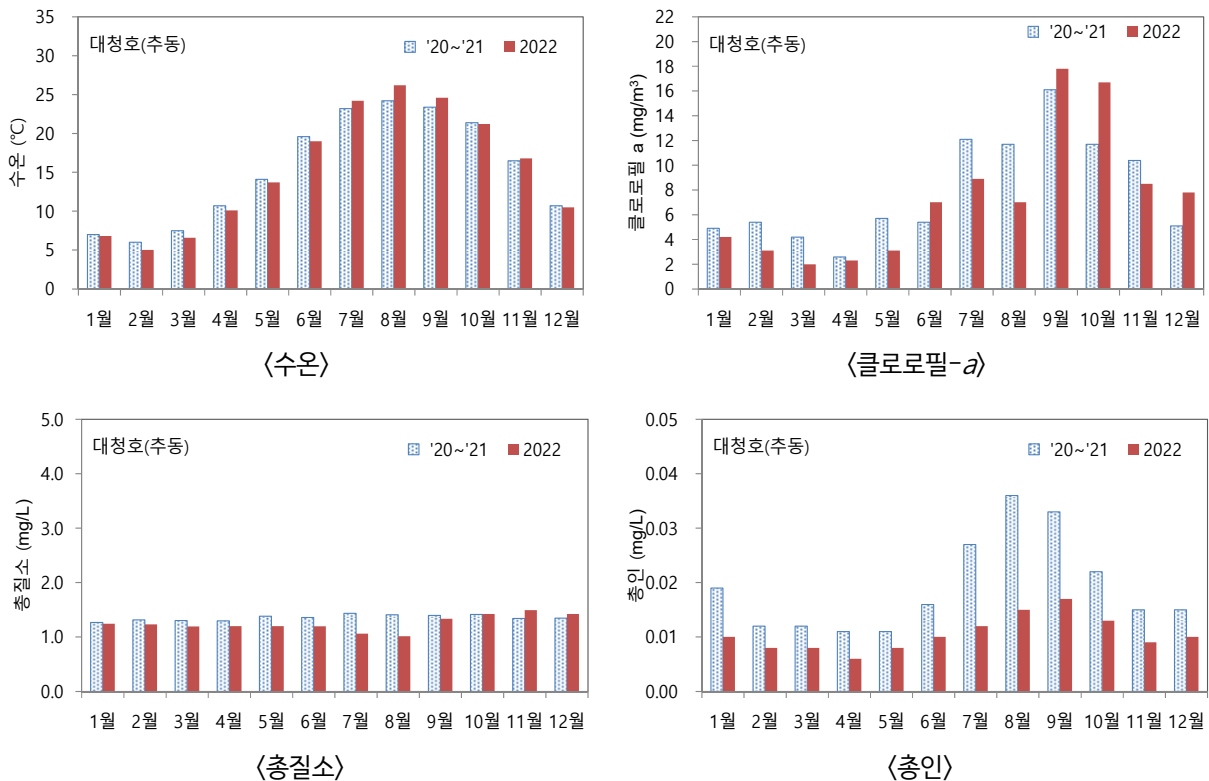 35
30
25
20
15
10
5
0
수온 (℃)
대청호(추동)
'20~'21 2022
1월 2월 3월 4월 5월 6월 7월 8월 9월 10월 11월 12월
〈수온〉
22
20
18
16
14
12
10
8
6
4
2
0
클로로필 a (mg/m³)
대청호(추동)
'20~'21 2022
1월 2월 3월 4월 5월 6월 7월 8월 9월 10월 11월 12월
〈클로로필-a〉
5.0
4.0
3.0
2.0
1.0
0.0
총질소 (mg/L)
대청호(추동)
'20~'21 2022
1월 2월 3월 4월 5월 6월 7월 8월 9월 10월 11월 12월
〈총질소〉
0.05
0.04
0.03
0.02
0.01
0.00
총인 (mg/L)
대청호(추동)
'20~'21 2022
1월 2월 3월 4월 5월 6월 7월 8월 9월 10월 11월 12월
〈총인〉